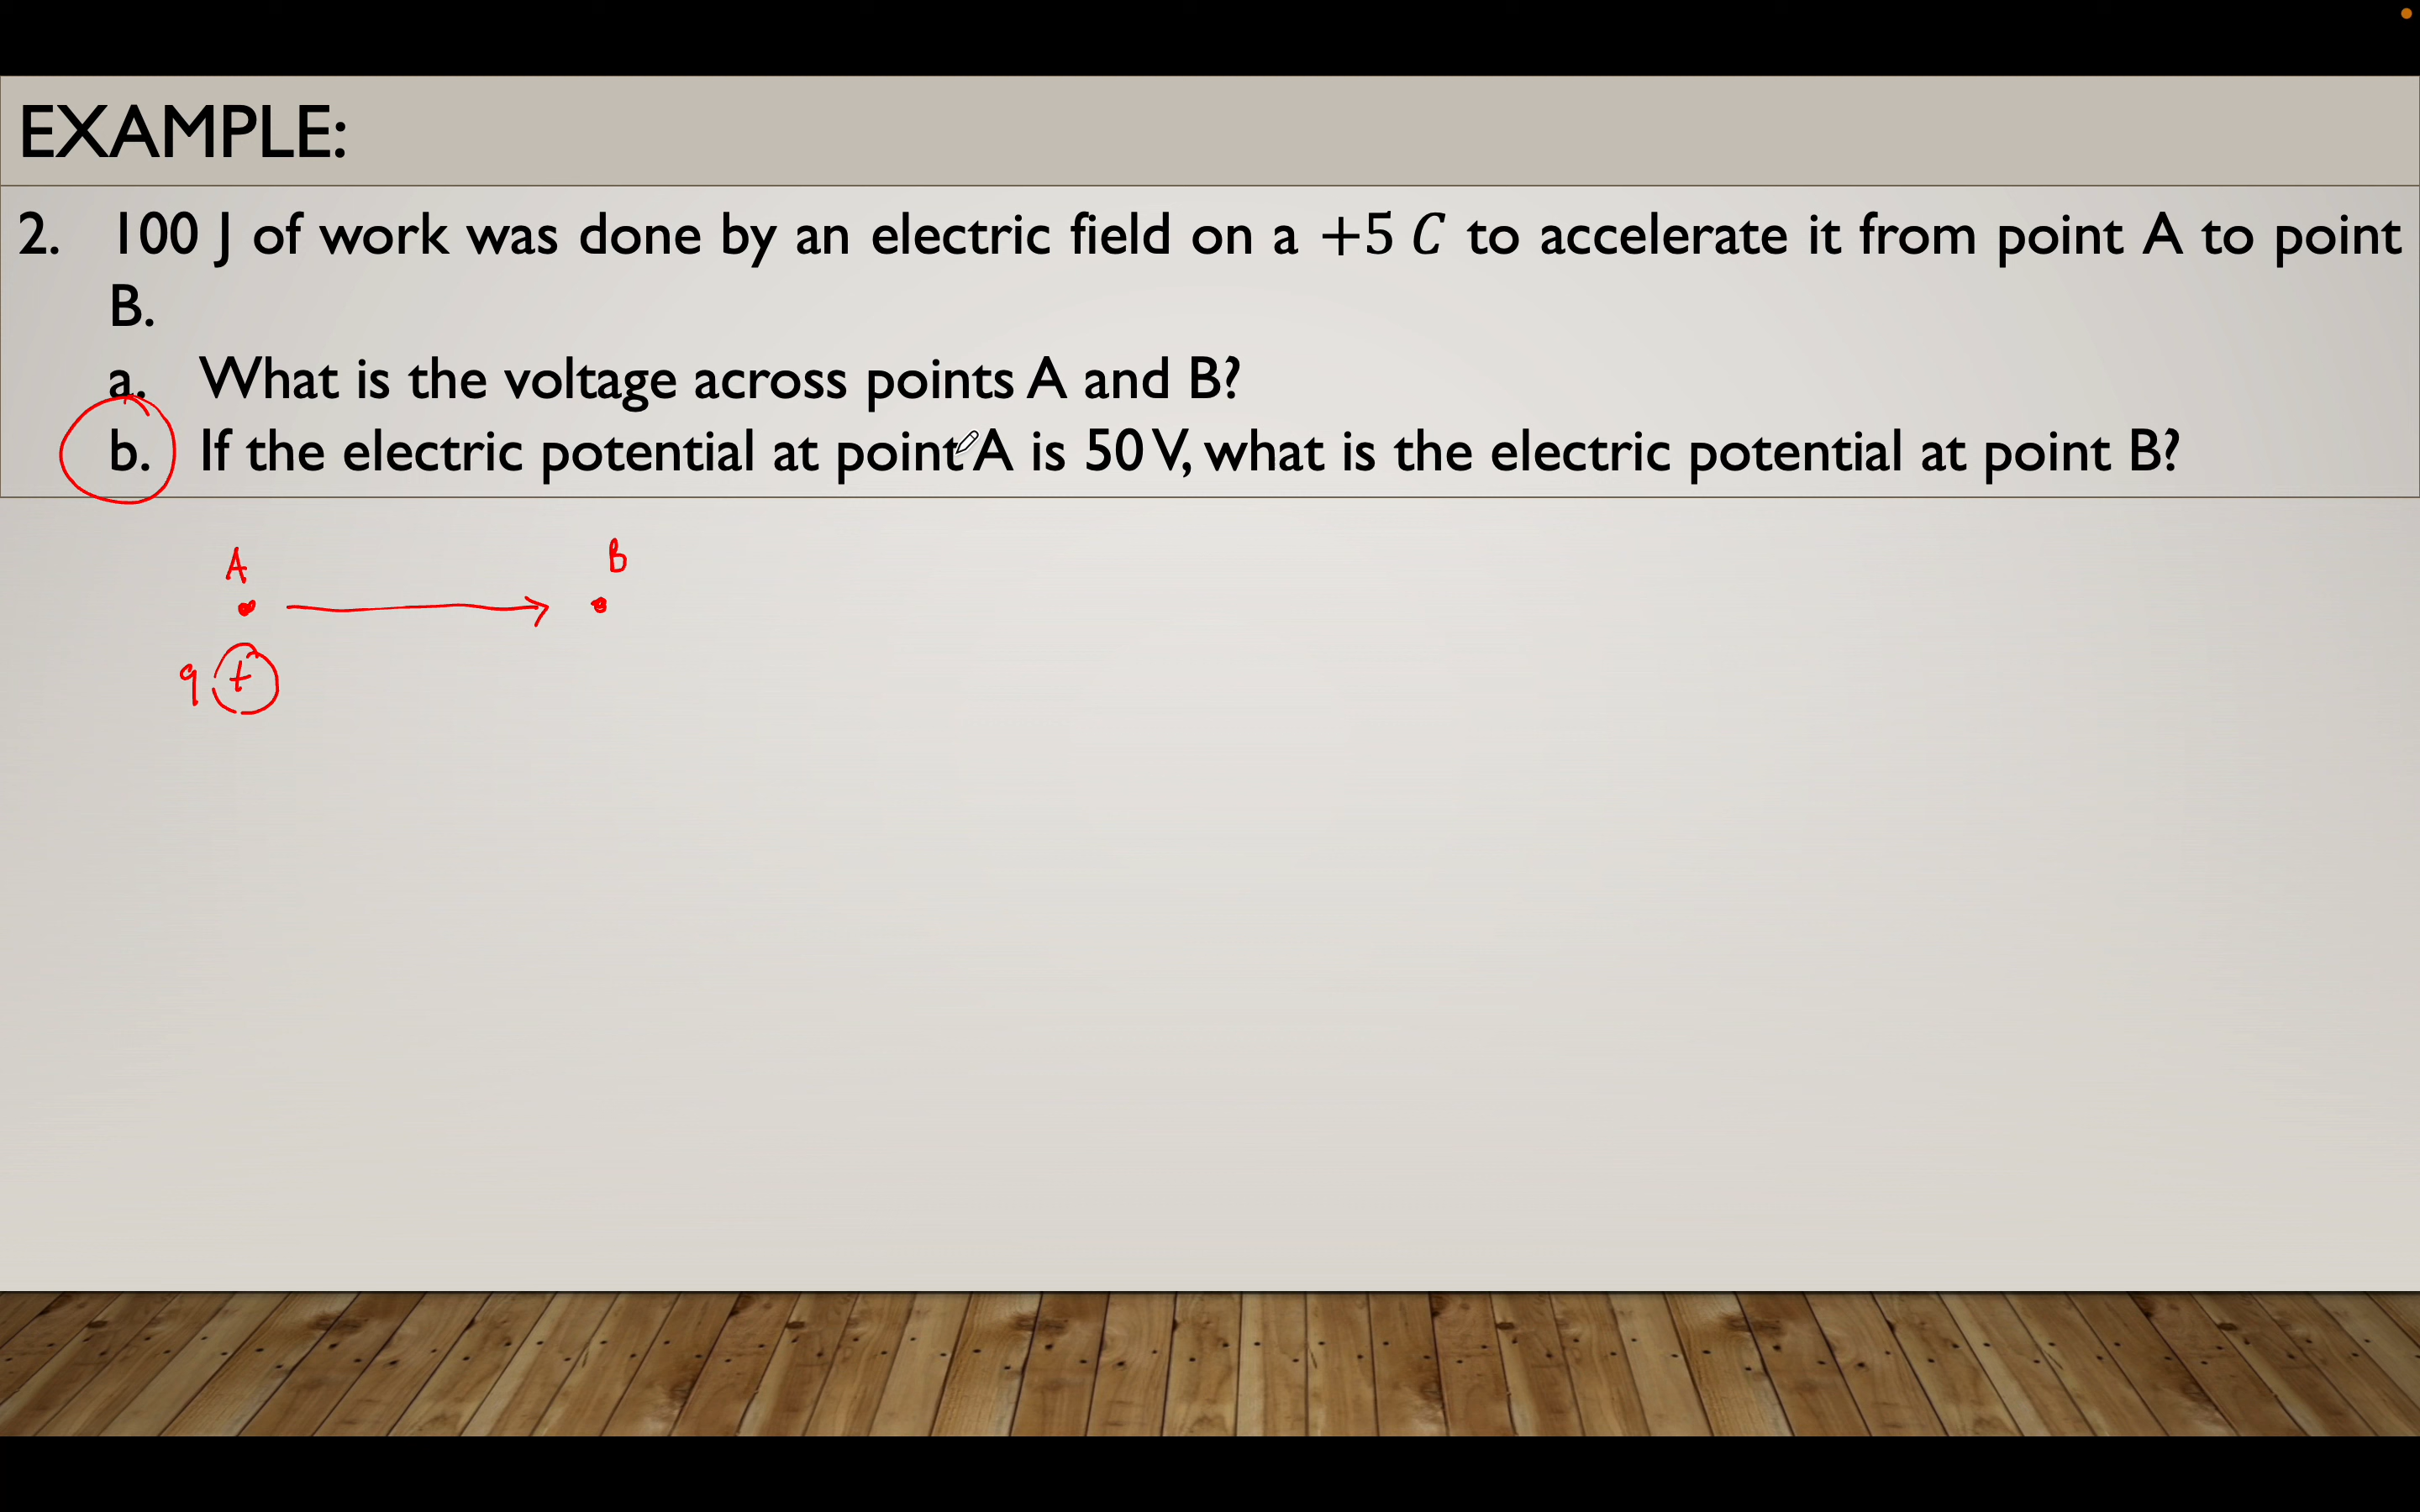 EXAMPLE:
2. 100 J of work was done by an electric field on a +5 C to accelerate it from point A to point
B.
a. What is the voltage across points A and B?
b. If the electric potential at point A is 50 V, what is the electric potential at point B?
A B
q +